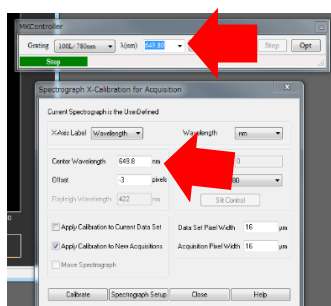 MKController
Grating 100L/ 780nm λ(nm) 649.80 Stop Opt
Stop
Spectrograph X-Calibration for Acquisition
Current Spectrograph is the UserDefined
X-Axis Label Wavelength Wavelength nm
Center Wavelength 649.8 nm 0
Offset -3 pixels 80
Rayleigh Wavelength 422 nm Slit Control
Apply Calibration to Current Data Set Data Set Pixel Width 16 µm
Apply Calibration to New Acquisitions Acquisition Pixel Width 16 µm
Move Spectrograph
Calibrate Spectrograph Setup Close Help
0